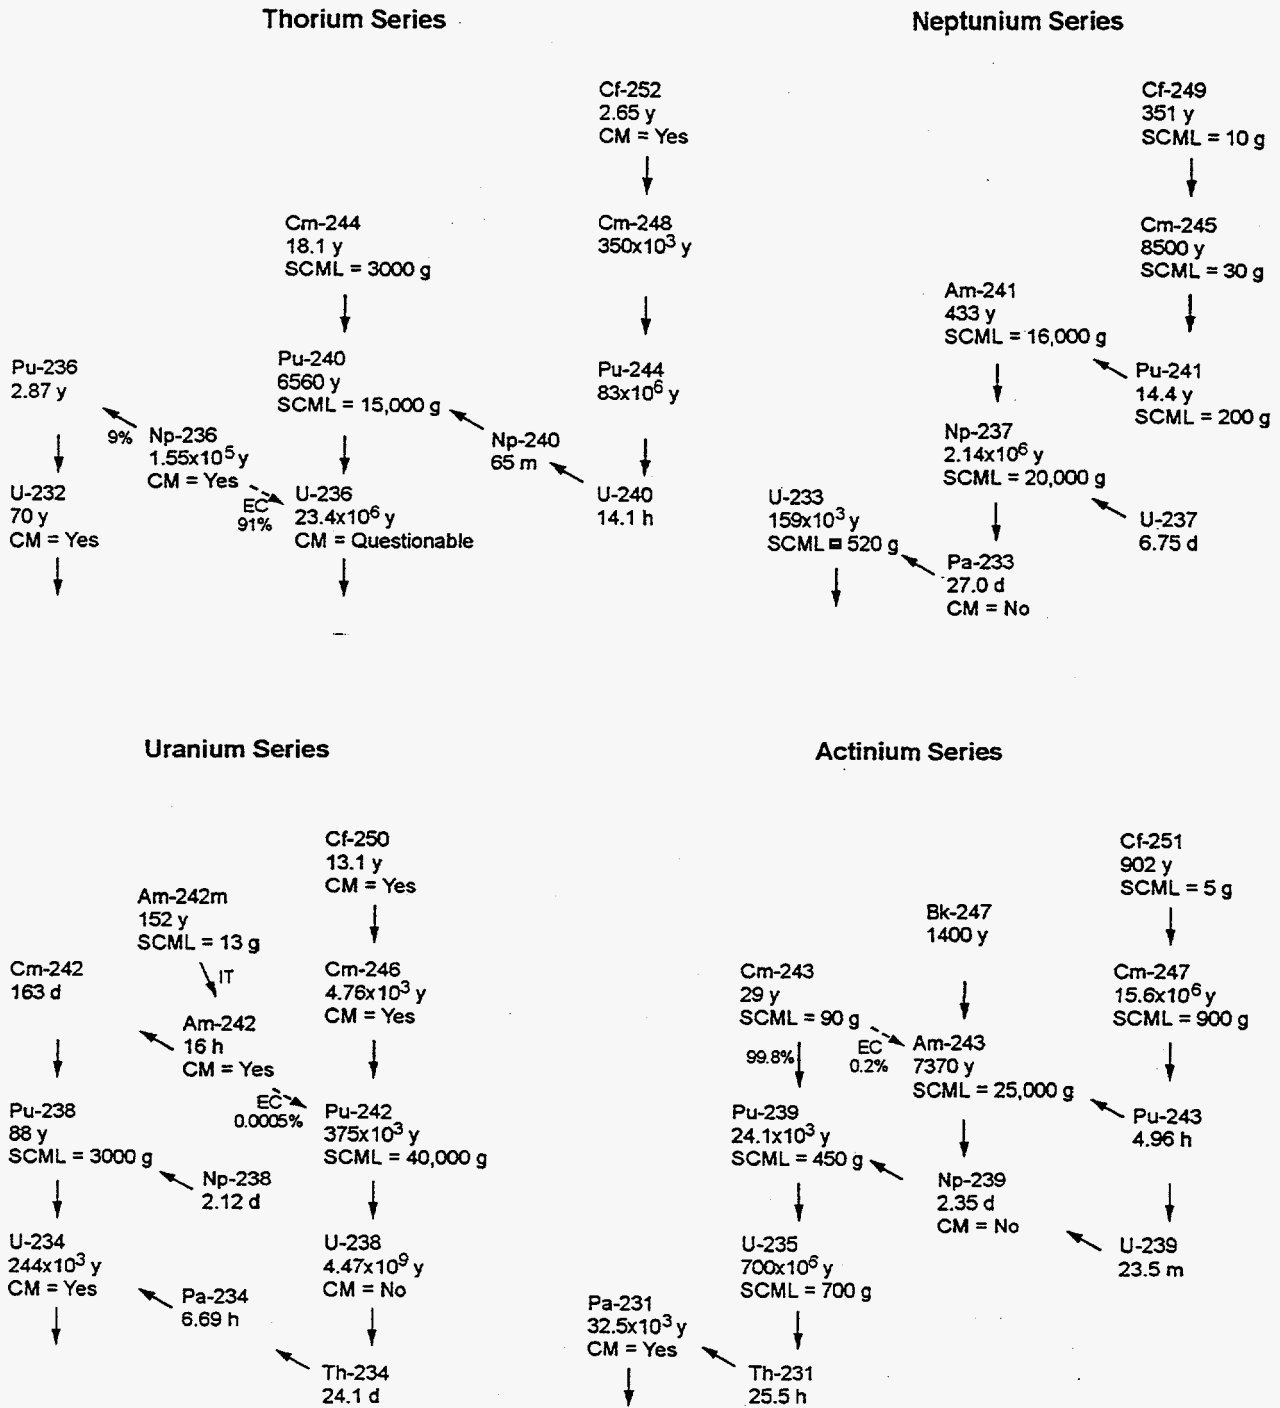 Thorium Series
Cf-252
2.65 y
CM = Yes
Cm-244
18.1 y
SCML = 3000 g
Cm-248
350x10³ y
Pu-236
2.87 y
Pu-240
6560 y
SCML = 15,000 g
Pu-244
83x10⁶ y
9%
Np-236
1.55x10⁵ y
CM = Yes
Np-240
65 m
U-232
70 y
CM = Yes
EC
91%
U-236
23.4x10⁶ y
CM = Questionable
U-240
14.1 h
Neptunium Series
Cf-249
351 y
SCML = 10 g
Cm-245
8500 y
SCML = 30 g
Am-241
433 y
SCML = 16,000 g
Pu-241
14.4 y
SCML = 200 g
Np-237
2.14x10⁶ y
SCML = 20,000 g
U-233
159x10³ y
SCML = 520 g
U-237
6.75 d
Pa-233
27.0 d
CM = No
Uranium Series
Cf-250
13.1 y
CM = Yes
Am-242m
152 y
SCML = 13 g
IT
Cm-242
163 d
Cm-246
4.76x10³ y
CM = Yes
Am-242
16 h
CM = Yes
EC
0.0005%
Pu-238
88 y
SCML = 3000 g
Pu-242
375x10³ y
SCML = 40,000 g
Np-238
2.12 d
U-234
244x10³ y
CM = Yes
U-238
4.47x10⁹ y
CM = No
Pa-234
6.69 h
Th-234
24.1 d
Actinium Series
Cf-251
902 y
SCML = 5 g
Bk-247
1400 y
Cm-243
29 y
SCML = 90 g
Cm-247
15.6x10⁶ y
SCML = 900 g
99.8%
EC
0.2%
Am-243
7370 y
SCML = 25,000 g
Pu-239
24.1x10³ y
SCML = 450 g
Pu-243
4.96 h
Np-239
2.35 d
CM = No
U-235
700x10⁶ y
SCML = 700 g
U-239
23.5 m
Pa-231
32.5x10³ y
CM = Yes
Th-231
25.5 h